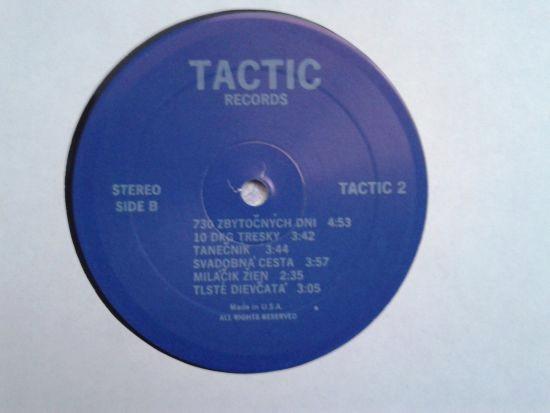 TACTIC
RECORDS
STEREO
SIDE B
TACTIC 2
730 ZBYTOČNÝCH DNI 4:53
10 DKG TRESKY 3:42
TANEČNÍK 3:44
SVADOBNÁ CESTA 3:57
MILÁČIK ŽIEN 2:35
TLSTÉ DIEVČATÁ 3:05
Made in U.S.A.
ALL RIGHTS RESERVED